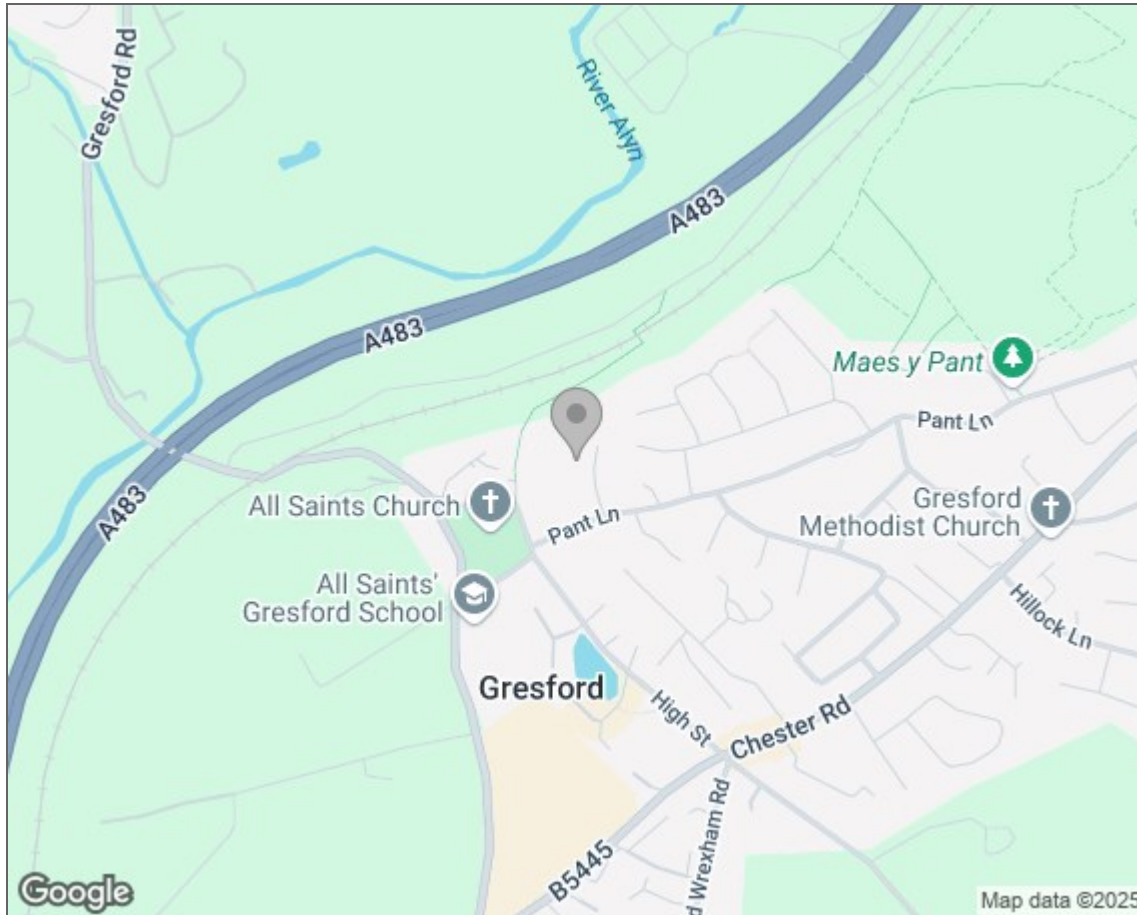 Gresford Rd
River Alyn
A483
A483
Maes y Pant
Pant Ln
A483
All Saints Church
Pant Ln
Gresford
Methodist Church
All Saints'
Gresford School
Hillock Ln
Gresford
High St
Chester Rd
d Wrexham Rd
B5445
Google
Map data ©2025